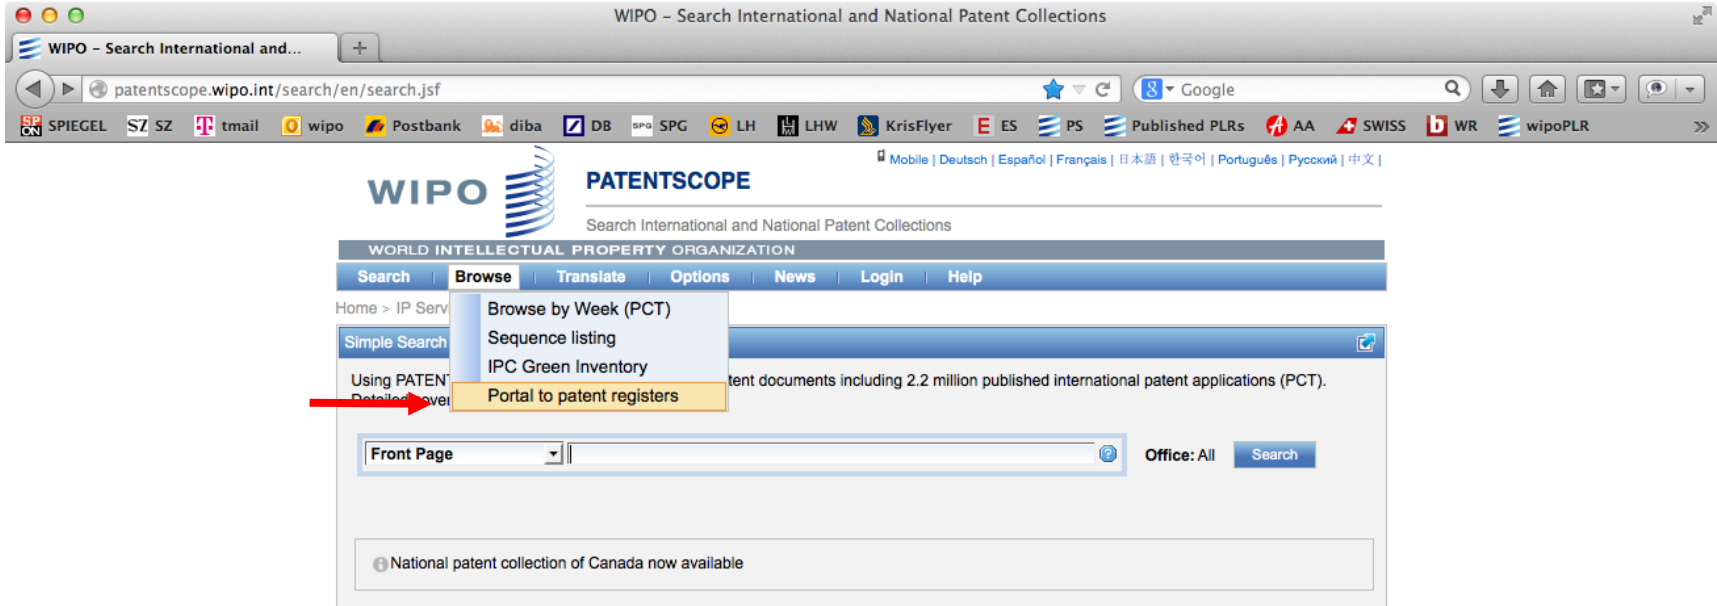 WIPO – Search International and National Patent Collections
WIPO – Search International and...
patentscope.wipo.int/search/en/search.jsf
Google
SPIEGEL SZ SZ tmail wipo Postbank diba DB SPG SPG LH LHW KrisFlyer E ES PS Published PLRs AA SWISS WR wipoPLR
Mobile | Deutsch | Español | Français | 日本語 | 한국어 | Português | Русский | 中文 |
WIPO
PATENTSCOPE
Search International and National Patent Collections
WORLD INTELLECTUAL PROPERTY ORGANIZATION
Search | Browse | Translate | Options | News | Login | Help
Home > IP Serv
Browse by Week (PCT)
Sequence listing
IPC Green Inventory
Portal to patent registers
Simple Search
Using PATEN tent documents including 2.2 million published international patent applications (PCT).
Detailed cover
Front Page
Office: All
Search
National patent collection of Canada now available